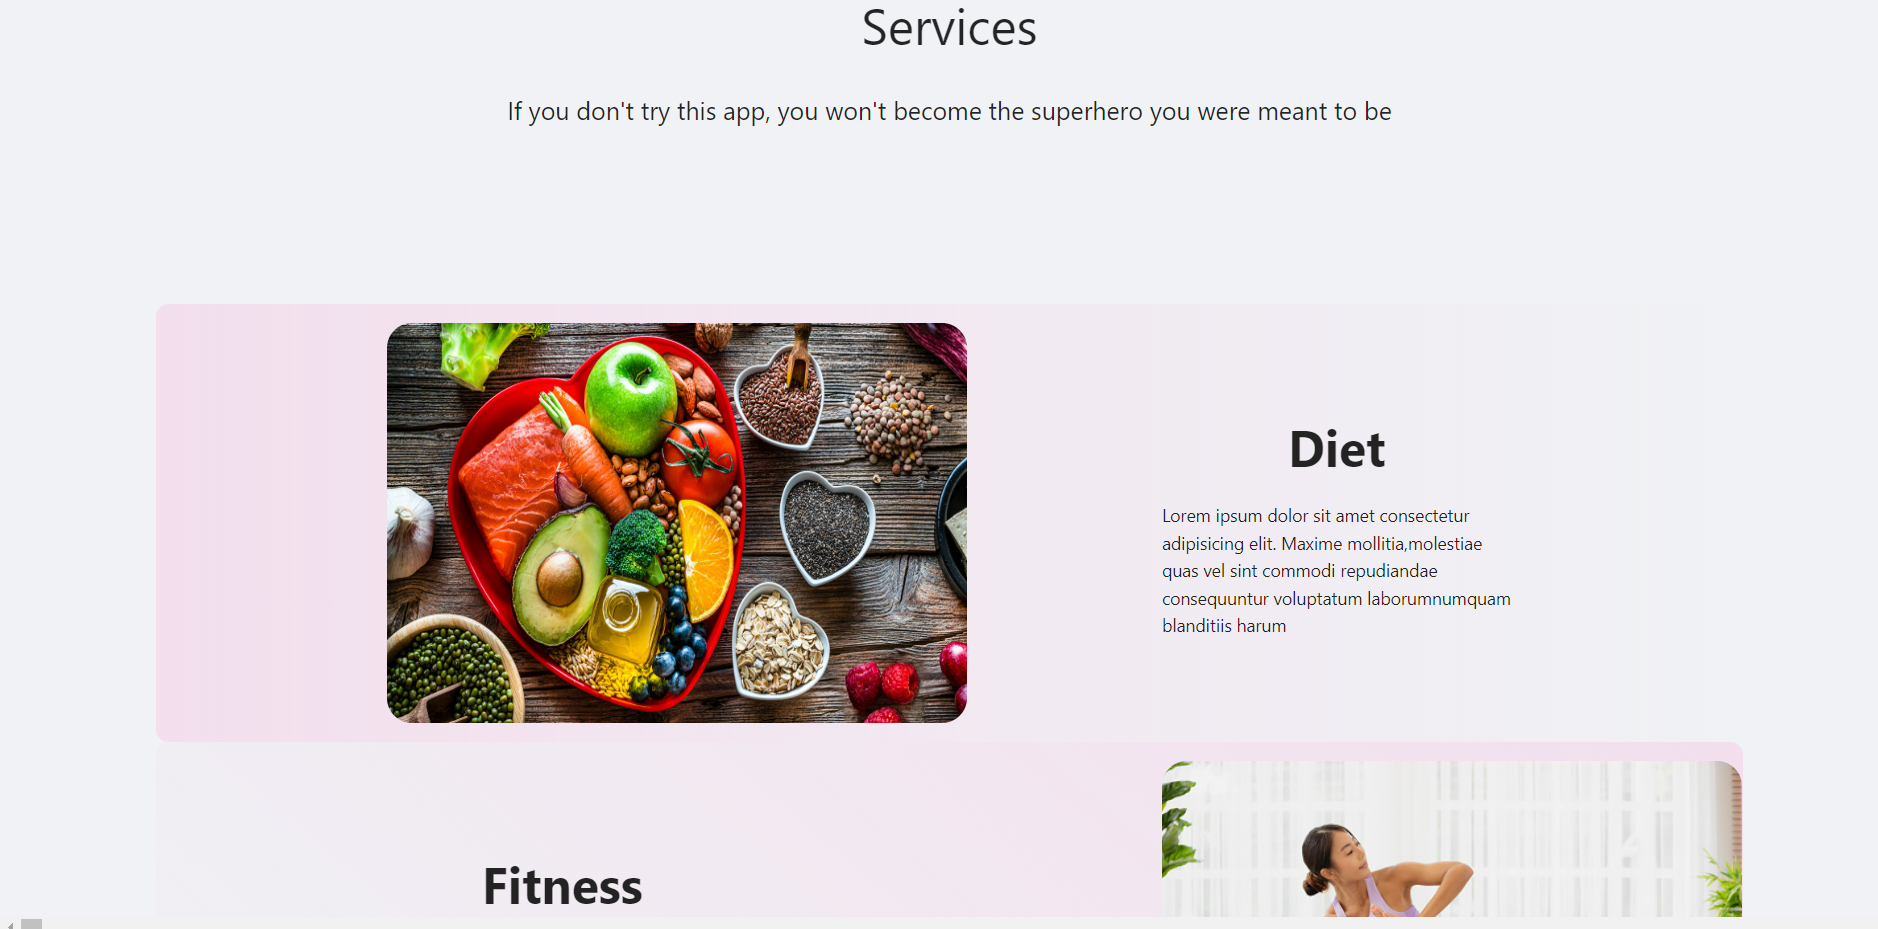 Services
If you don't try this app, you won't become the superhero you were meant to be
Diet
Lorem ipsum dolor sit amet consectetur
adipisicing elit. Maxime mollitia,molestiae
quas vel sint commodi repudiandae
consequuntur voluptatum laborumnumquam
blanditiis harum
Fitness